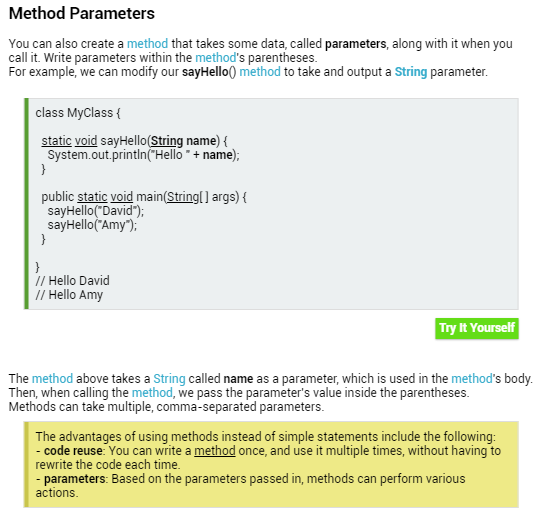 Method Parameters
You can also create a method that takes some data, called parameters, along with it when you
call it. Write parameters within the method's parentheses.
For example, we can modify our sayHello() method to take and output a String parameter.
class MyClass {
static void sayHello(String name) {
System.out.println("Hello " + name);
}
public static void main(String[ ] args) {
sayHello("David");
sayHello("Amy");
}
}
// Hello David
// Hello Amy
Try It Yourself
The method above takes a String called name as a parameter, which is used in the method's body.
Then, when calling the method, we pass the parameter's value inside the parentheses.
Methods can take multiple, comma-separated parameters.
The advantages of using methods instead of simple statements include the following:
- code reuse: You can write a method once, and use it multiple times, without having to
rewrite the code each time.
- parameters: Based on the parameters passed in, methods can perform various
actions.